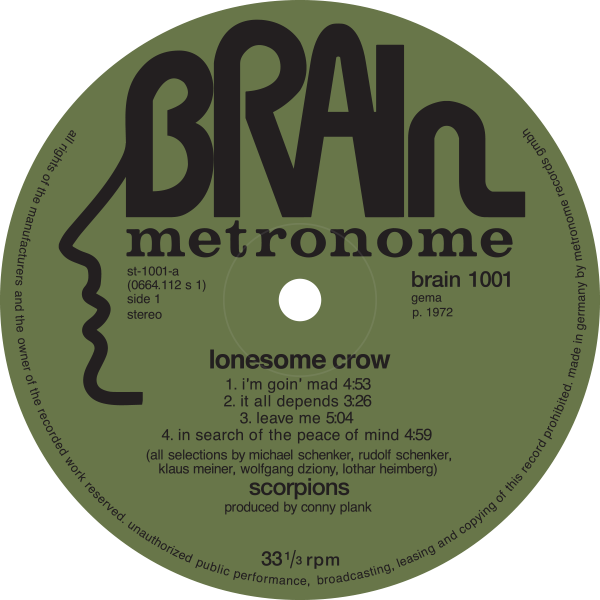 BRAIN
metronome
st-1001-a
(0664.112 s 1)
side 1
stereo
brain 1001
gema
p. 1972
lonesome crow
1. i'm goin' mad 4:53
2. it all depends 3:26
3. leave me 5:04
4. in search of the peace of mind 4:59
(all selections by michael schenker, rudolf schenker,
klaus meiner, wolfgang dziony, lothar heimberg)
scorpions
produced by conny plank
33 1/3 rpm
all rights of the manufacturers and the owner of the recorded work reserved. unauthorized public performance, broadcasting, leasing and copying of this record prohibited. made in germany by metronome records gmbh